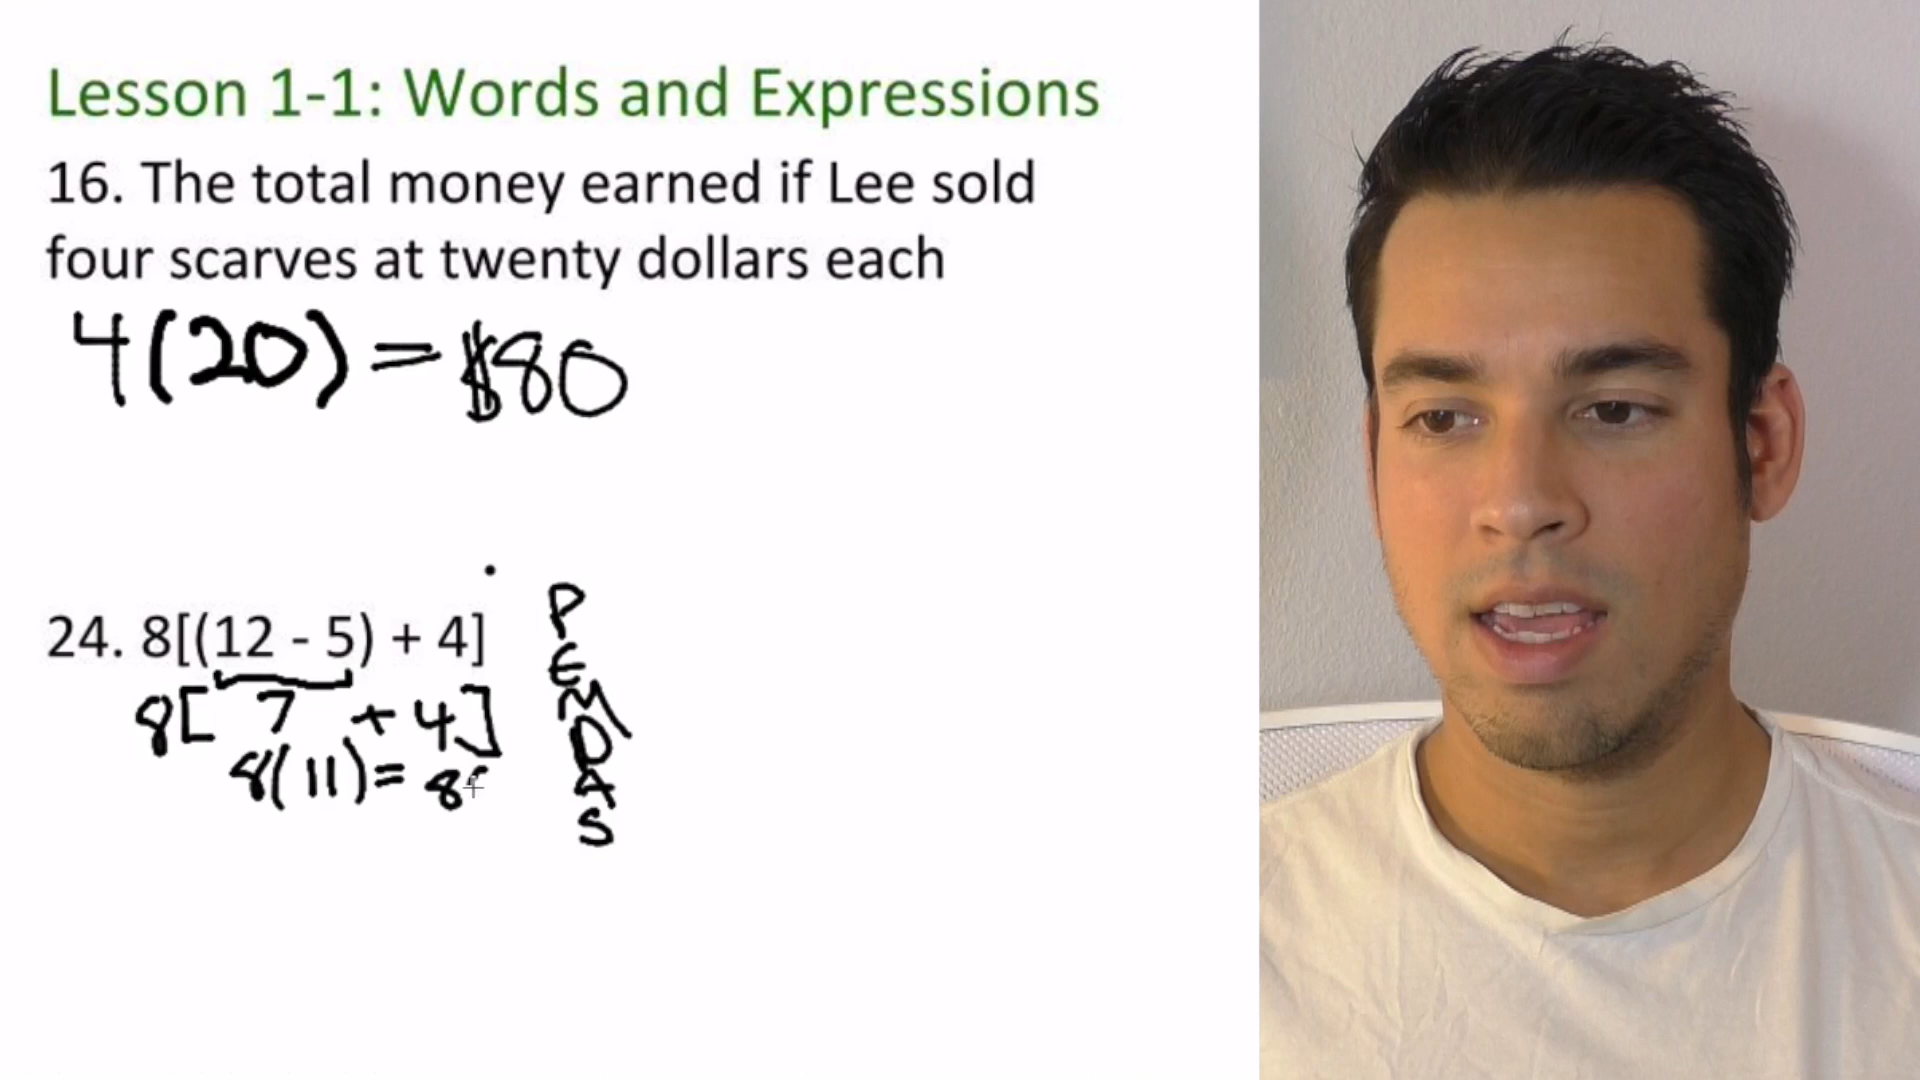 Lesson 1-1: Words and Expressions
16. The total money earned if Lee sold
four scarves at twenty dollars each
4(20) = $80
24. 8[(12 - 5) + 4]
8[ 7 + 4]
8(11) = 8
P
E
M
D
A
S